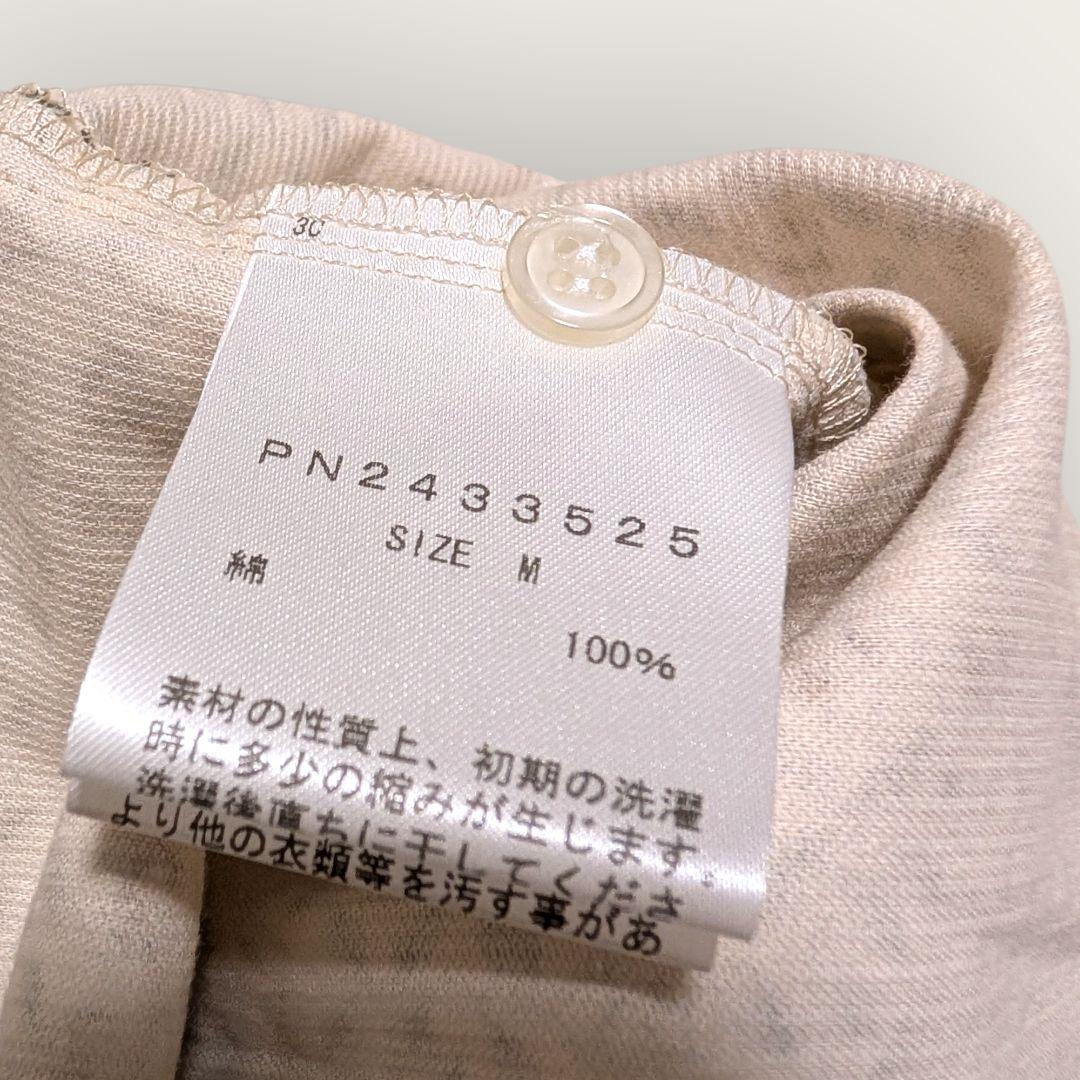 30
PN2433525
SIZE M
綿
100%
素材の性質上、初期の洗濯
時に多少の縮みが生じます。
洗濯後直ちに干してくださ
より他の衣類等を汚す事があ